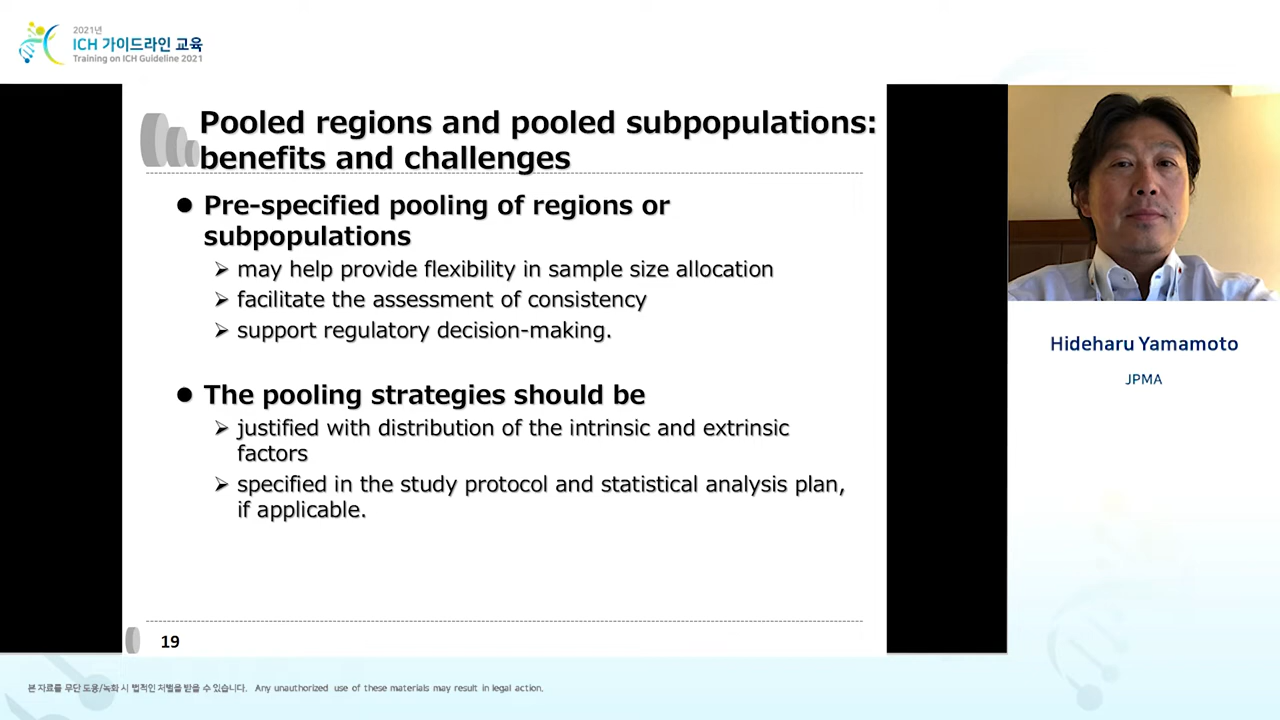 2021년
ICH 가이드라인 교육
Training on ICH Guideline 2021
Pooled regions and pooled subpopulations:
benefits and challenges
● Pre-specified pooling of regions or
subpopulations
➢ may help provide flexibility in sample size allocation
➢ facilitate the assessment of consistency
➢ support regulatory decision-making.
● The pooling strategies should be
➢ justified with distribution of the intrinsic and extrinsic
factors
➢ specified in the study protocol and statistical analysis plan,
if applicable.
19
Hideharu Yamamoto
JPMA
본 자료를 무단 도용/녹화 시 법적인 처벌을 받을 수 있습니다. Any unauthorized use of these materials may result in legal action.